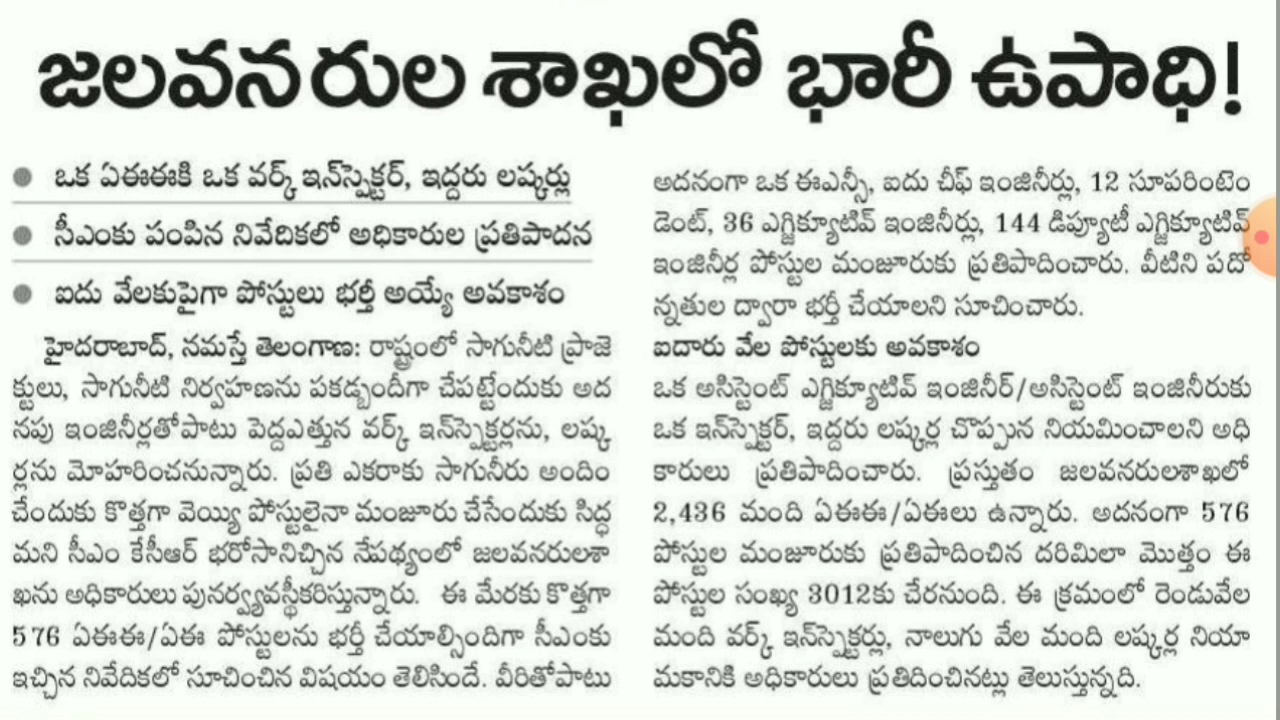 జలవనరుల శాఖలో భారీ ఉపాధి!
● ఒక ఏఈఈకి ఒక వర్క్ ఇన్‌స్పెక్టర్, ఇద్దరు లష్కర్లు
● సీఎంకు పంపిన నివేదికలో అధికారుల ప్రతిపాదన
● ఐదు వేలకుపైగా పోస్టులు భర్తీ అయ్యే అవకాశం
హైదరాబాద్, నమస్తే తెలంగాణ: రాష్ట్రంలో సాగునీటి ప్రాజె
క్టులు, సాగునీటి నిర్వహణను పకడ్బందీగా చేపట్టేందుకు అద
నపు ఇంజినీర్లతోపాటు పెద్దఎత్తున వర్క్ ఇన్‌స్పెక్టర్లను, లష్క
ర్లను మోహరించనున్నారు. ప్రతి ఎకరాకు సాగునీరు అందిం
చేందుకు కొత్తగా వెయ్యి పోస్టులైనా మంజూరు చేసేందుకు సిద్ధ
మని సీఎం కేసీఆర్ భరోసానిచ్చిన నేపథ్యంలో జలవనరులశా
ఖను అధికారులు పునర్వ్యవస్థీకరిస్తున్నారు. ఈ మేరకు కొత్తగా
576 ఏఈఈ/ఏఈ పోస్టులను భర్తీ చేయాల్సిందిగా సీఎంకు
ఇచ్చిన నివేదికలో సూచించిన విషయం తెలిసిందే. వీరితోపాటు
అదనంగా ఒక ఈఎన్సీ, ఐదు చీఫ్ ఇంజినీర్లు, 12 సూపరింటెం
డెంట్, 36 ఎగ్జిక్యూటివ్ ఇంజినీర్లు, 144 డిప్యూటీ ఎగ్జిక్యూటివ్
ఇంజినీర్ల పోస్టుల మంజూరుకు ప్రతిపాదించారు. వీటిని పదో
న్నతుల ద్వారా భర్తీ చేయాలని సూచించారు.
ఐదారు వేల పోస్టులకు అవకాశం
ఒక అసిస్టెంట్ ఎగ్జిక్యూటివ్ ఇంజినీర్/అసిస్టెంట్ ఇంజినీరుకు
ఒక ఇన్‌స్పెక్టర్, ఇద్దరు లష్కర్ల చొప్పున నియమించాలని అధి
కారులు ప్రతిపాదించారు. ప్రస్తుతం జలవనరులశాఖలో
2,436 మంది ఏఈఈ/ఏఈలు ఉన్నారు. అదనంగా 576
పోస్టుల మంజూరుకు ప్రతిపాదించిన దరిమిలా మొత్తం ఈ
పోస్టుల సంఖ్య 3012కు చేరనుంది. ఈ క్రమంలో రెండువేల
మంది వర్క్ ఇన్‌స్పెక్టర్లు, నాలుగు వేల మంది లష్కర్ల నియా
మకానికి అధికారులు ప్రతిదించినట్లు తెలుస్తున్నది.